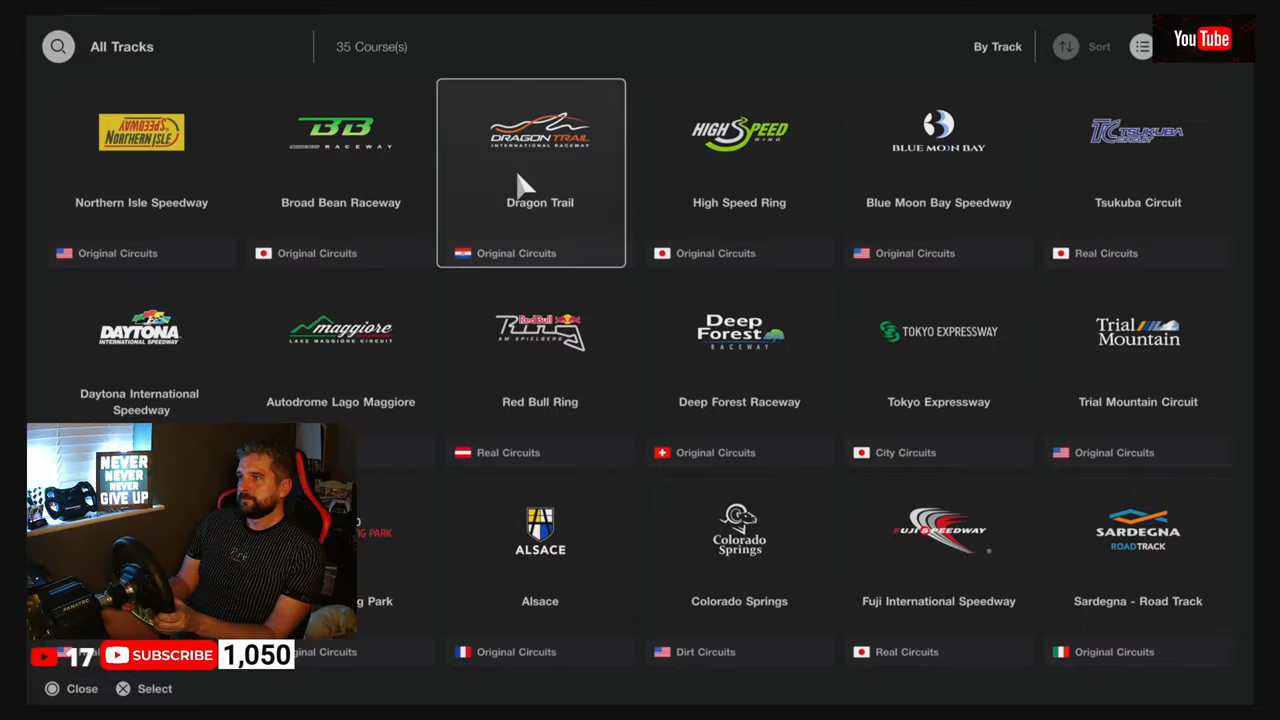 All Tracks
35 Course(s)
By Track
Sort
YouTube
NORTHERN ISLE
SPEEDWAY
BB
RACEWAY
DRAGON TRAIL
INTERNATIONAL RACEWAY
HIGH SPEED
RING
BLUE MOON BAY
TC TSUKUBA
CIRCUIT
Northern Isle Speedway
Broad Bean Raceway
Dragon Trail
High Speed Ring
Blue Moon Bay Speedway
Tsukuba Circuit
Original Circuits
Original Circuits
Original Circuits
Original Circuits
Original Circuits
Real Circuits
DAYTONA
INTERNATIONAL SPEEDWAY
maggiore
LAKE MAGGIORE CIRCUIT
Red Bull
Ring
AM SPIELBERG
Deep
Forest
RACEWAY
TOKYO EXPRESSWAY
Trial
Mountain
Daytona International
Speedway
Autodrome Lago Maggiore
Red Bull Ring
Deep Forest Raceway
Tokyo Expressway
Trial Mountain Circuit
Real Circuits
Original Circuits
City Circuits
Original Circuits
NEVER
NEVER
NEVER
GIVE UP
PARK
ALSACE
Colorado
Springs
FUJI SPEEDWAY
SARDEGNA
ROAD TRACK
Park
Alsace
Colorado Springs
Fuji International Speedway
Sardegna - Road Track
Original Circuits
Dirt Circuits
Real Circuits
Original Circuits
FANATEC
17
SUBSCRIBE
1,050
Close
Select